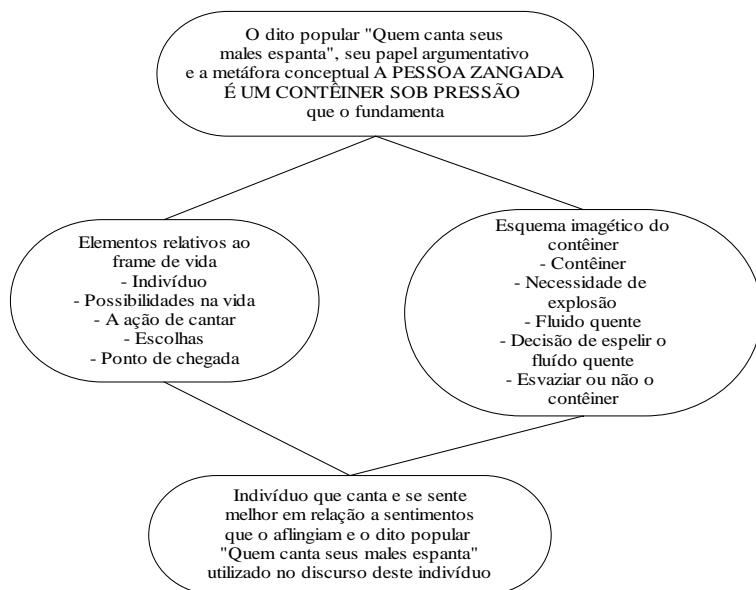 O dito popular "Quem canta seus
males espanta", seu papel argumentativo
e a metáfora conceptual A PESSOA ZANGADA
É UM CONTÊINER SOB PRESSÃO
que o fundamenta
Elementos relativos ao
frame de vida
- Indivíduo
- Possibilidades na vida
- A ação de cantar
- Escolhas
- Ponto de chegada
Esquema imagético do
contêiner
- Contêiner
- Necessidade de
explosão
- Fluido quente
- Decisão de espelir o
fluído quente
- Esvaziar ou não o
contêiner
Indivíduo que canta e se sente
melhor em relação a sentimentos
que o aflingiam e o dito popular
"Quem canta seus males espanta"
utilizado no discurso deste indivíduo